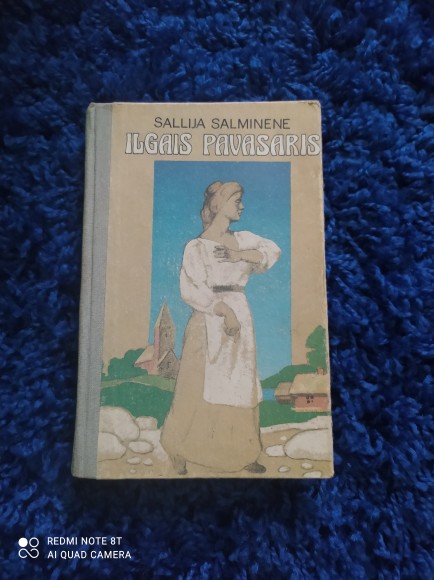 SALLIJA SALMINENE
ILGAIS PAVASARIS
REDMI NOTE 8T
AI QUAD CAMERA